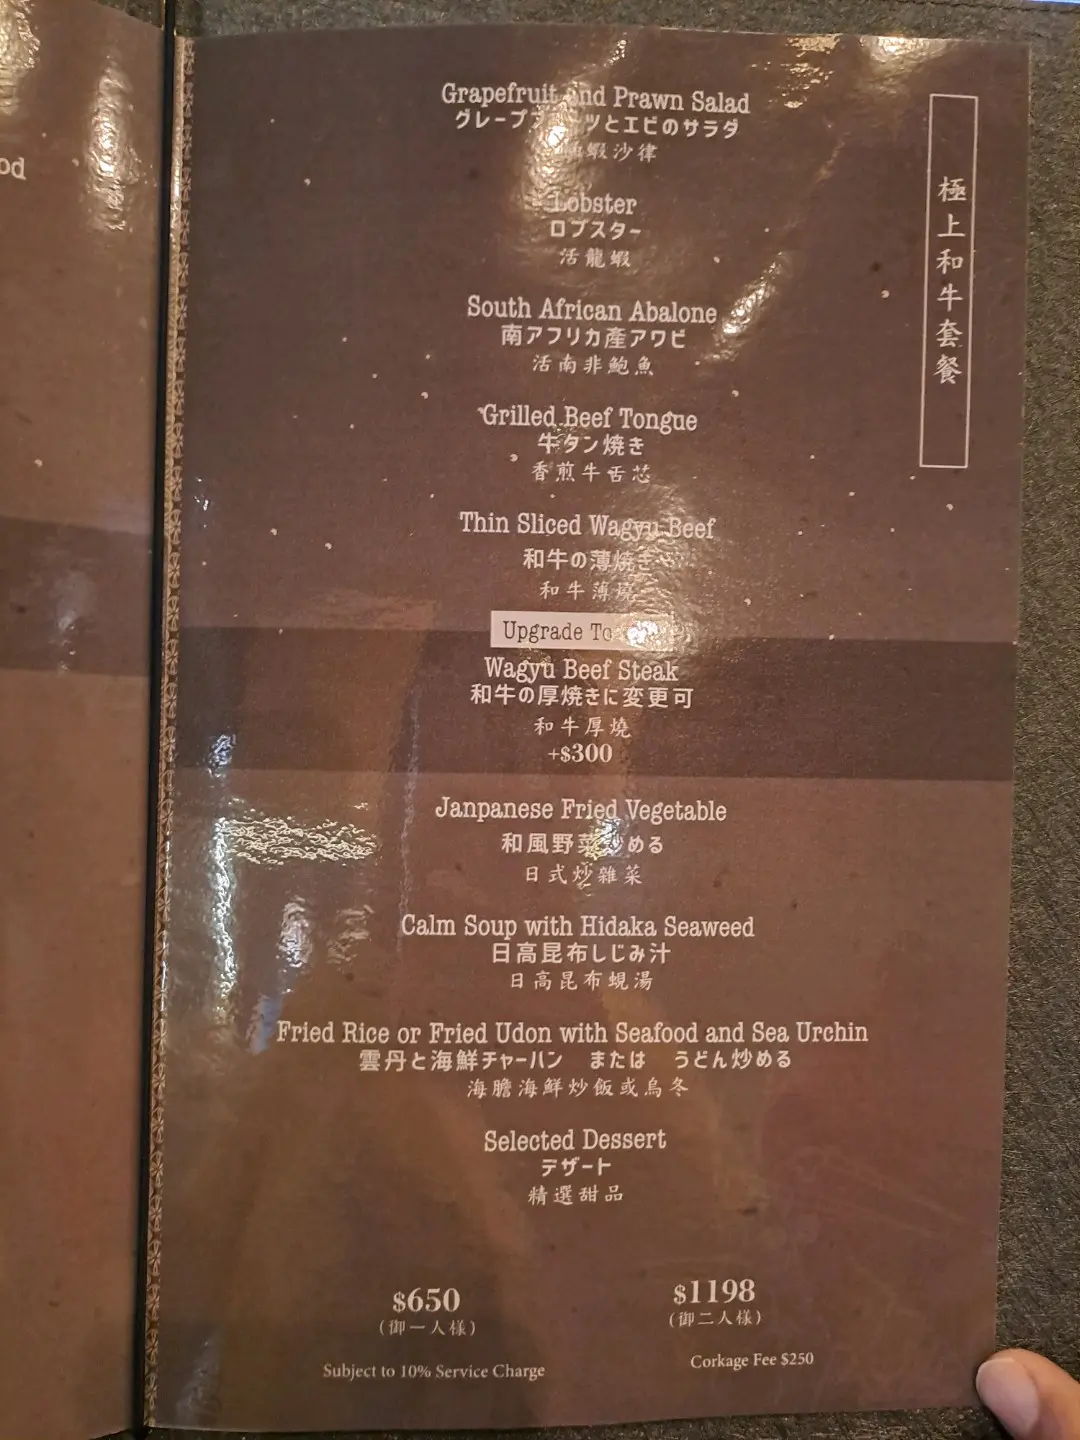 od
Grapefruit and Prawn Salad
グレープフルーツとエビのサラダ
蝦沙律
Lobster
ロブスター
活龍蝦
South African Abalone
南アフリカ産アワビ
活南非鮑魚
Grilled Beef Tongue
牛タン焼き
香煎牛舌芯
Thin Sliced Wagyu Beef
和牛の薄焼き
和牛薄燒
Upgrade To
Wagyu Beef Steak
和牛の厚焼きに変更可
和牛厚燒
+$300
Janpanese Fried Vegetable
和風野菜炒める
日式炒雜菜
Calm Soup with Hidaka Seaweed
日高昆布しじみ汁
日高昆布蜆湯
Fried Rice or Fried Udon with Seafood and Sea Urchin
雲丹と海鮮チャーハン または うどん炒める
海膽海鮮炒飯或烏冬
Selected Dessert
デザート
精選甜品
$650
(御一人様)
$1198
(御二人様)
Subject to 10% Service Charge
Corkage Fee $250
極上和牛套餐